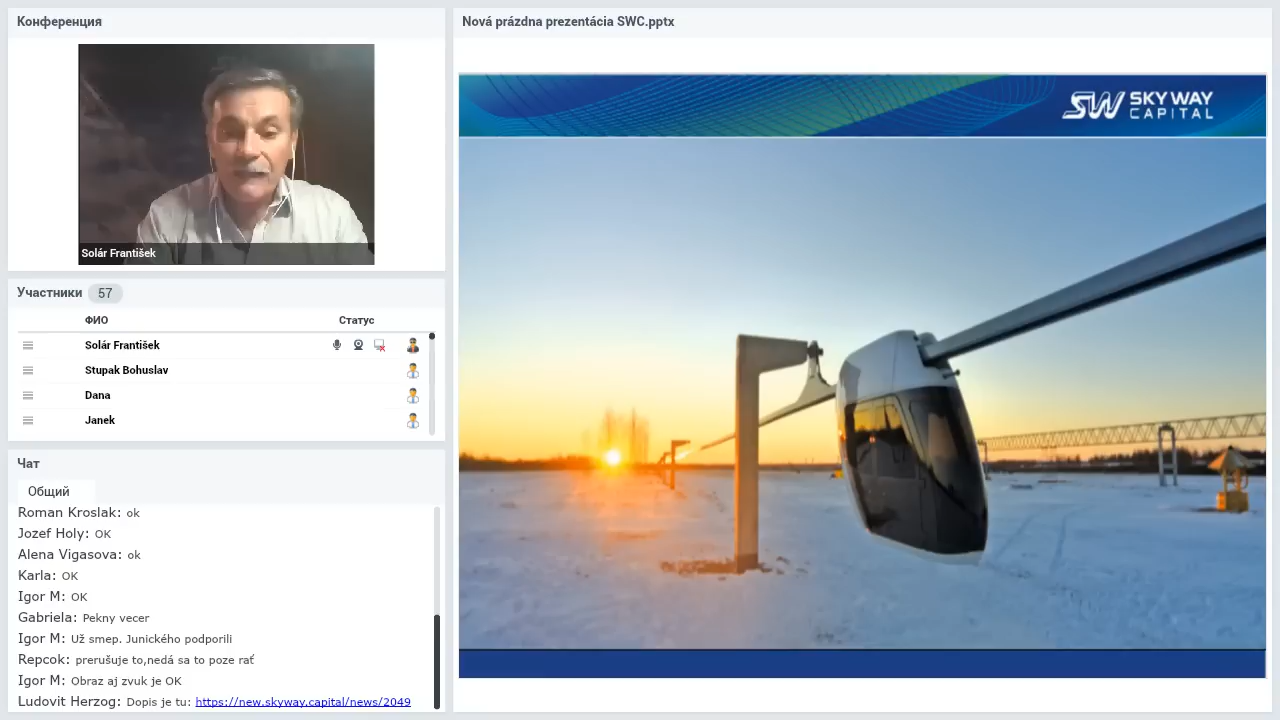 Конференция
Solár František
Участники 57
ФИО Статус
Solár František
Stupak Bohuslav
Dana
Janek
Чат
Общий
Roman Kroslak: ok
Jozef Holy: OK
Alena Vigasova: ok
Karla: OK
Igor M: OK
Gabriela: Pekny vecer
Igor M: Už smep. Junického podporili
Repcok: prerušuje to,nedá sa to poze rať
Igor M: Obraz aj zvuk je OK
Ludovit Herzog: Dopis je tu: https://new.skyway.capital/news/2049
Nová prázdna prezentácia SWC.pptx
SW SKY WAY
CAPITAL